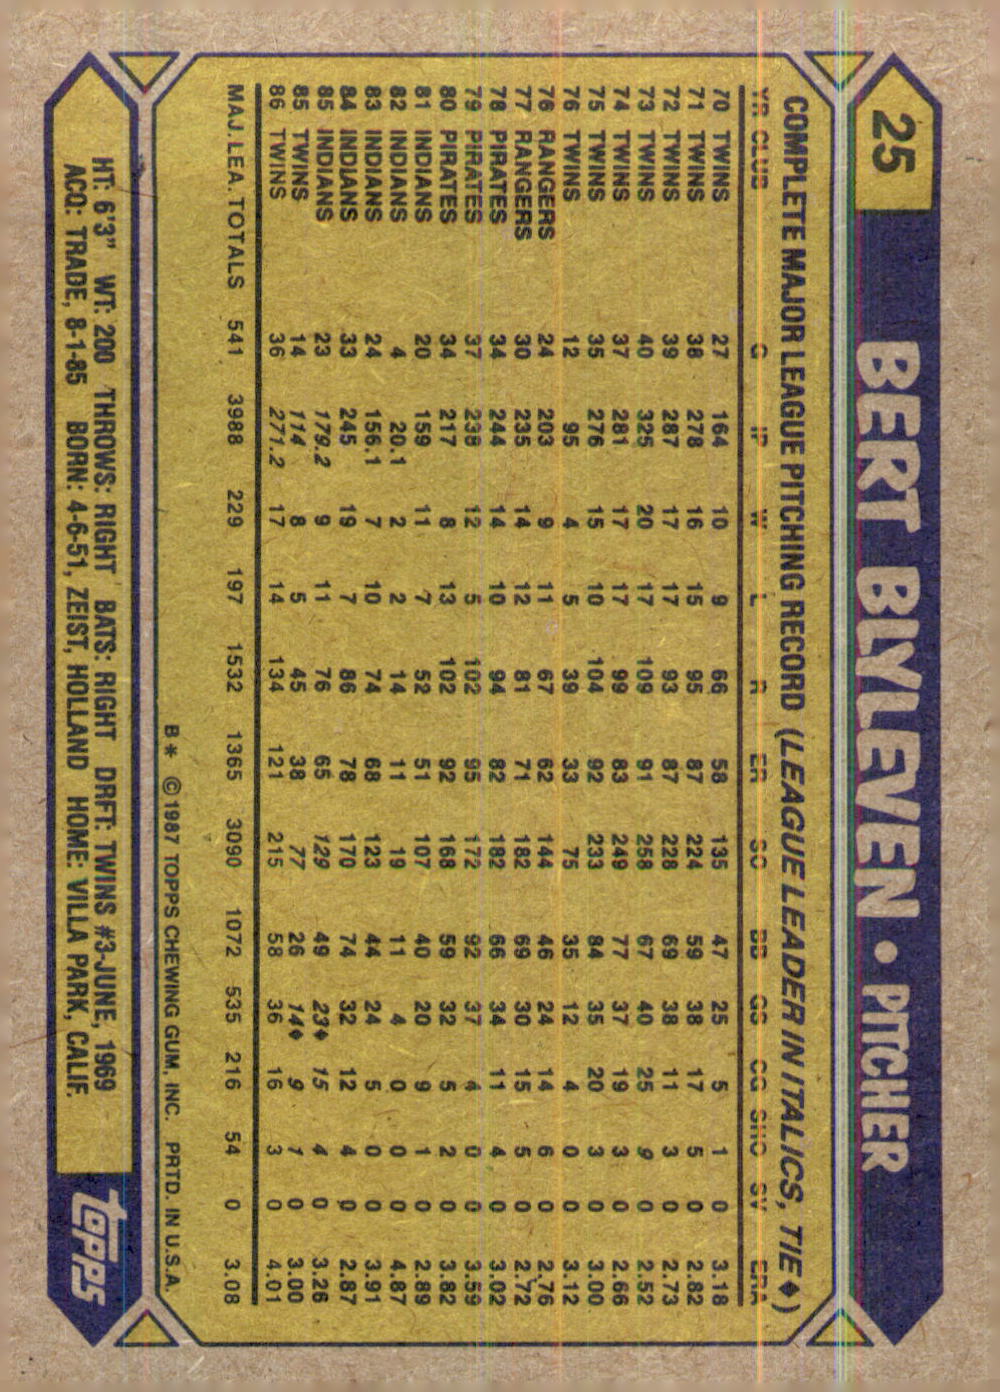 25
BERT BLYLEVEN • PITCHER
COMPLETE MAJOR LEAGUE PITCHING RECORD (LEAGUE LEADER IN ITALICS, TIE ♦)
YR CLUB G IP W L R ER SO BB GS CG SHO SV ERA
70 TWINS 27 164 10 9 66 58 135 47 25 5 1 0 3.18
71 TWINS 38 278 16 15 95 87 224 59 38 17 5 0 2.82
72 TWINS 39 287 17 17 93 87 228 69 38 11 3 0 2.73
73 TWINS 40 325 20 17 109 91 258 67 40 25 9 0 2.52
74 TWINS 37 281 17 17 99 83 249 77 37 19 3 0 2.66
75 TWINS 35 276 15 10 104 92 233 84 35 20 3 0 3.00
76 TWINS 12 95 4 5 39 33 75 35 12 4 0 0 3.12
76 RANGERS 24 203 9 11 67 62 144 46 24 14 6 0 2.76
77 RANGERS 30 235 14 12 81 71 182 69 30 15 5 0 2.72
78 PIRATES 34 244 14 10 94 82 182 66 34 11 4 0 3.02
79 PIRATES 37 238 12 5 102 95 172 92 37 4 0 0 3.59
80 PIRATES 34 217 8 13 102 92 168 59 32 5 2 0 3.82
81 INDIANS 20 159 11 7 52 51 107 40 20 9 1 0 2.89
82 INDIANS 4 20.1 2 2 14 11 19 11 4 0 0 0 4.87
83 INDIANS 24 156.1 7 10 74 68 123 44 24 5 0 0 3.91
84 INDIANS 33 245 19 7 86 78 170 74 32 12 4 0 2.87
85 INDIANS 23 179.2 9 11 76 65 129 49 23♦ 15 4 0 3.26
85 TWINS 14 114 8 5 45 38 77 26 14♦ 9 1 0 3.00
86 TWINS 36 271.2 17 14 134 121 215 58 36 16 3 0 4.01
MAJ. LEA. TOTALS 541 3988 229 197 1532 1365 3090 1072 535 216 54 0 3.08
B* ©1987 TOPPS CHEWING GUM, INC. PRTD. IN U.S.A.
HT: 6'3" WT: 200 THROWS: RIGHT BATS: RIGHT DRFT: TWINS #3-JUNE, 1969
ACQ: TRADE, 8-1-85 BORN: 4-6-51, ZEIST, HOLLAND HOME: VILLA PARK, CALIF.
topps